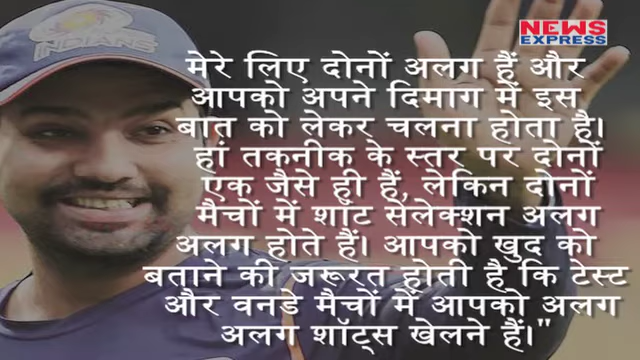 NEWS
EXPRESS
INDIANS
मेरे लिए दोनों अलग हैं और
आपको अपने दिमाग में इस
बात को लेकर चलना होता है।
हां तकनीक के स्तर पर दोनों
एक जैसे ही हैं, लेकिन दोनों
मैचों में शॉट सेलेक्शन अलग
अलग होते हैं। आपको खुद को
बताने की जरूरत होती है कि टेस्ट
और वनडे मैचों में आपको अलग
अलग शॉट्स खेलने हैं।"